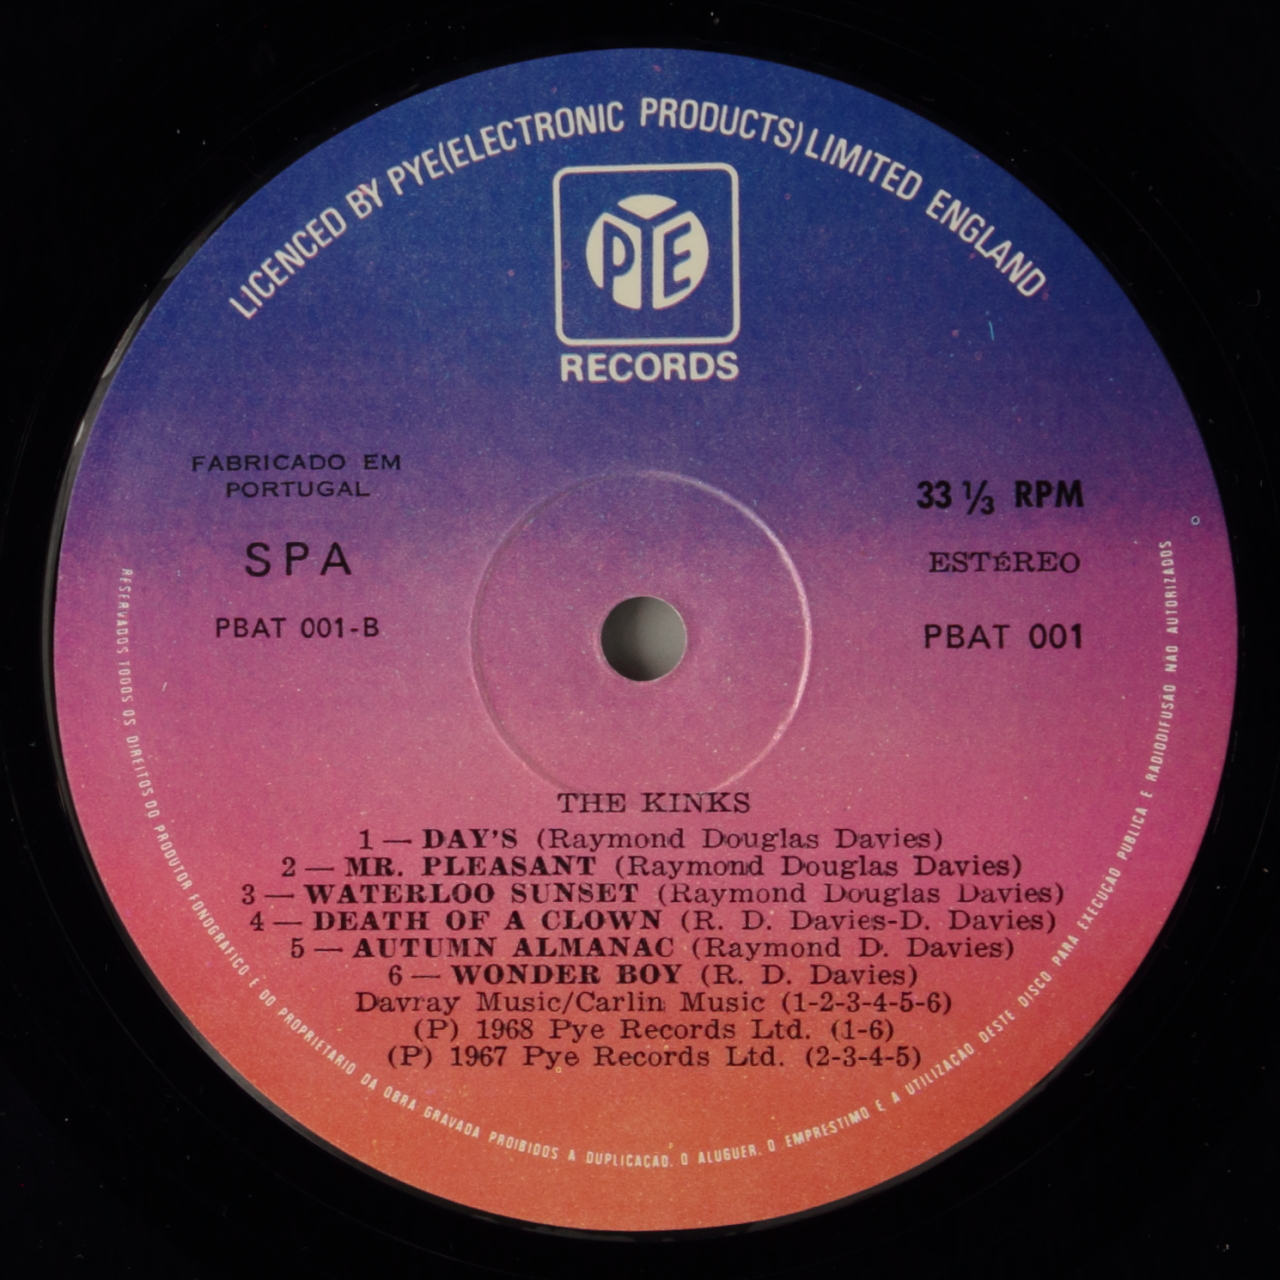 LICENCED BY PYE(ELECTRONIC PRODUCTS) LIMITED ENGLAND
PYE
RECORDS
FABRICADO EM
PORTUGAL
SPA
PBAT 001-B
33 1/3 RPM
ESTÉREO
PBAT 001
THE KINKS
1 — DAY'S (Raymond Douglas Davies)
2 — MR. PLEASANT (Raymond Douglas Davies)
3 — WATERLOO SUNSET (Raymond Douglas Davies)
4 — DEATH OF A CLOWN (R. D. Davies-D. Davies)
5 — AUTUMN ALMANAC (Raymond D. Davies)
6 — WONDER BOY (R. D. Davies)
Davray Music/Carlin Music (1-2-3-4-5-6)
(P) 1968 Pye Records Ltd. (1-6)
(P) 1967 Pye Records Ltd. (2-3-4-5)
RESERVADOS TODOS OS DIREITOS DO PRODUTOR FONOGRAFICO E DO PROPRIETARIO DA OBRA GRAVADA PROIBIDOS A DUPLICAÇÃO, O ALUGUER, O EMPRESTIMO E A UTILIZAÇÃO DESTE DISCO PARA EXECUÇÃO PUBLICA E RADIODIFUSÃO NAO AUTORIZADOS